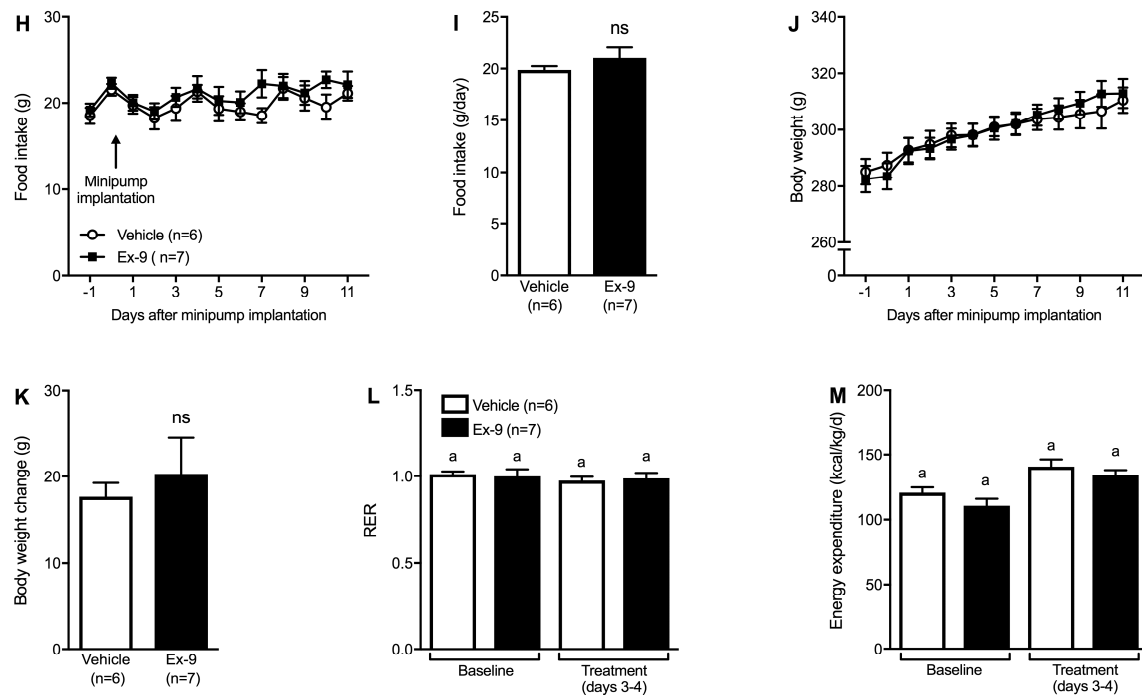 H
30
20
10
0
Food intake (g)
Minipump
implantation
Vehicle (n=6)
Ex-9 ( n=7)
-1 1 3 5 7 9 11
Days after minipump implantation
I
25
20
15
10
5
0
Food intake (g/day)
ns
Vehicle
(n=6)
Ex-9
(n=7)
J
340
320
300
280
260
0
Body weight (g)
-1 1 3 5 7 9 11
Days after minipump implantation
K
30
20
10
0
Body weight change (g)
ns
Vehicle
(n=6)
Ex-9
(n=7)
L
1.5
1.0
0.5
0.0
RER
Vehicle (n=6)
Ex-9 (n=7)
a a a a
Baseline
Treatment
(days 3-4)
M
200
150
100
50
0
Energy expenditure (kcal/kg/d)
a a a a
Baseline
Treatment
(days 3-4)